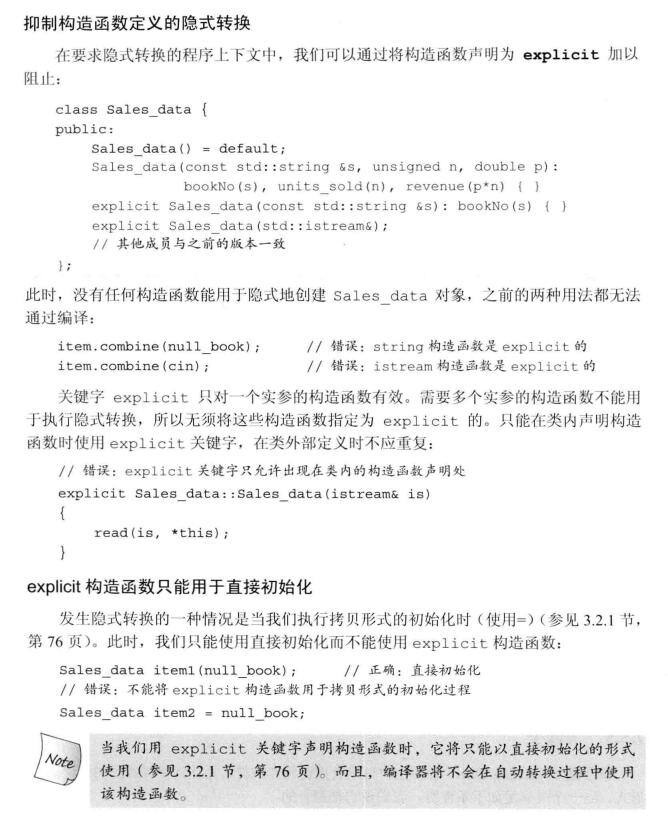 抑制构造函数定义的隐式转换
在要求隐式转换的程序上下文中，我们可以通过将构造函数声明为 explicit 加以
阻止：
class Sales_data {
public:
Sales_data() = default;
Sales_data(const std::string &s, unsigned n, double p):
bookNo(s), units_sold(n), revenue(p*n) { }
explicit Sales_data(const std::string &s): bookNo(s) { }
explicit Sales_data(std::istream&);
// 其他成员与之前的版本一致
};
此时，没有任何构造函数能用于隐式地创建 Sales_data 对象，之前的两种用法都无法
通过编译：
item.combine(null_book); // 错误：string 构造函数是 explicit 的
item.combine(cin); // 错误：istream 构造函数是 explicit 的
关键字 explicit 只对一个实参的构造函数有效。需要多个实参的构造函数不能用
于执行隐式转换，所以无须将这些构造函数指定为 explicit 的。只能在类内声明构造
函数时使用 explicit 关键字，在类外部定义时不应重复：
// 错误：explicit 关键字只允许出现在类内的构造函数声明处
explicit Sales_data::Sales_data(istream& is)
{
read(is, *this);
}
explicit 构造函数只能用于直接初始化
发生隐式转换的一种情况是当我们执行拷贝形式的初始化时（使用=）（参见 3.2.1 节，
第 76 页）。此时，我们只能使用直接初始化而不能使用 explicit 构造函数：
Sales_data item1(null_book); // 正确：直接初始化
// 错误：不能将 explicit 构造函数用于拷贝形式的初始化过程
Sales_data item2 = null_book;
Note
当我们用 explicit 关键字声明构造函数时，它将只能以直接初始化的形式
使用（参见 3.2.1 节，第 76 页）。而且，编译器将不会在自动转换过程中使用
该构造函数。